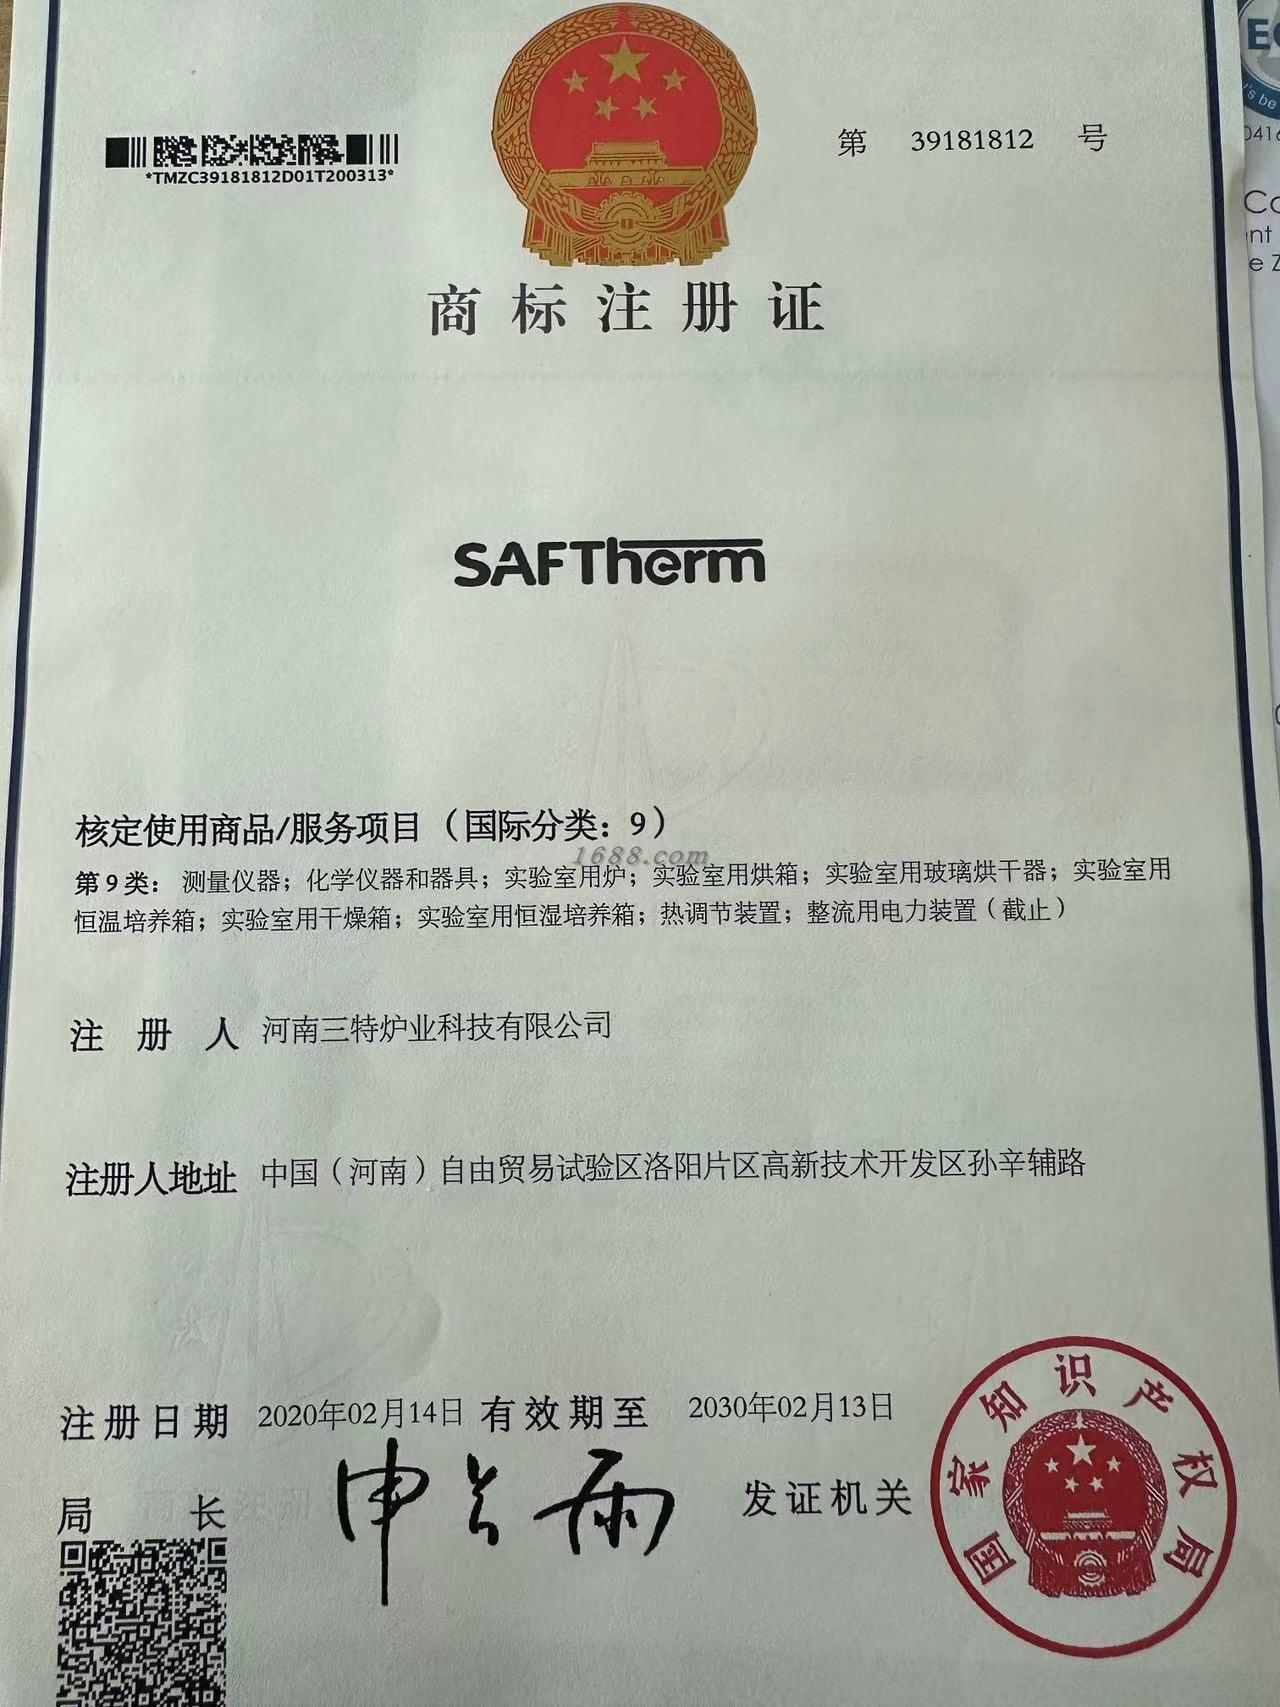 *TMZC39181812D01T200313*
第 39181812 号
商标注册证
SAFTherm
核定使用商品/服务项目（国际分类：9）
1688.com
第9类：测量仪器；化学仪器和器具；实验室用炉；实验室用烘箱；实验室用玻璃烘干器；实验室用
恒温培养箱；实验室用干燥箱；实验室用恒湿培养箱；热调节装置；整流用电力装置（截止）
注册人 河南三特炉业科技有限公司
注册人地址 中国（河南）自由贸易试验区洛阳片区高新技术开发区孙辛辅路
注册日期 2020年02月14日 有效期至 2030年02月13日
局长 申长雨 发证机关
国家知识产权局